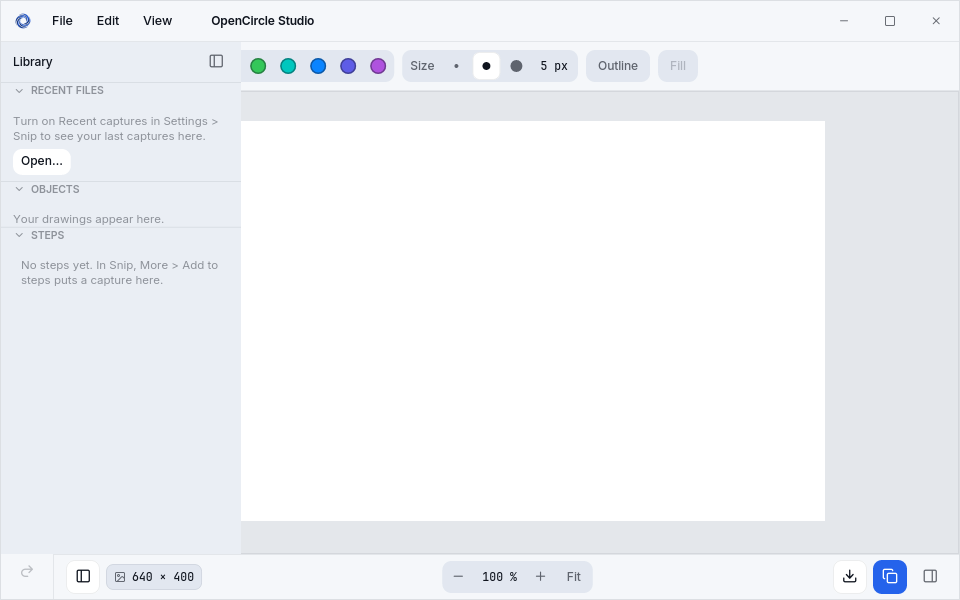 File Edit View OpenCircle Studio
Library
Size 5 px Outline Fill
RECENT FILES
Turn on Recent captures in Settings >
Snip to see your last captures here.
Open...
OBJECTS
Your drawings appear here.
STEPS
No steps yet. In Snip, More > Add to
steps puts a capture here.
640 × 400 100 % Fit